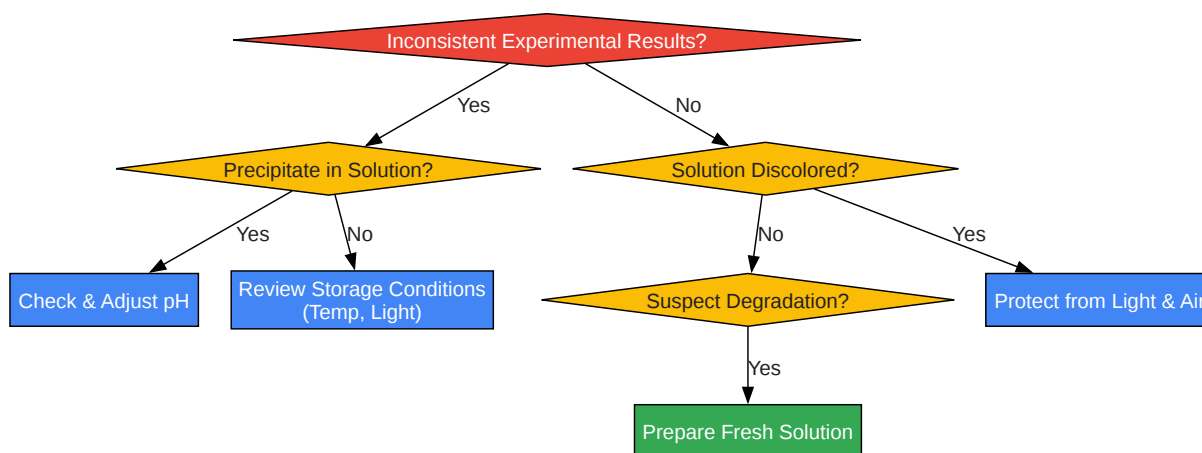 Inconsistent Experimental Results?
Yes
No
Precipitate in Solution?
Solution Discolored?
Yes
No
No
Yes
Check & Adjust pH
Review Storage Conditions
(Temp, Light)
Suspect Degradation?
Protect from Light & Air
Yes
Prepare Fresh Solution